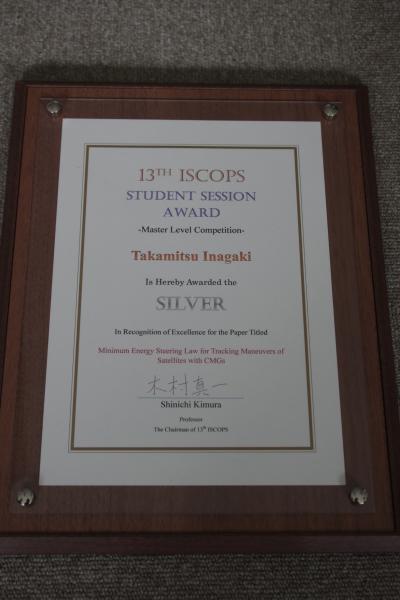 13TH ISCOPS
STUDENT SESSION
AWARD
-Master Level Competition-
Takamitsu Inagaki
Is Hereby Awarded the
SILVER
In Recognition of Excellence for the Paper Titled
Minimum Energy Steering Law for Tracking Maneuvers of
Satellites with CMGs
木村真一
Shinichi Kimura
Professor
The Chairman of 13th ISCOPS